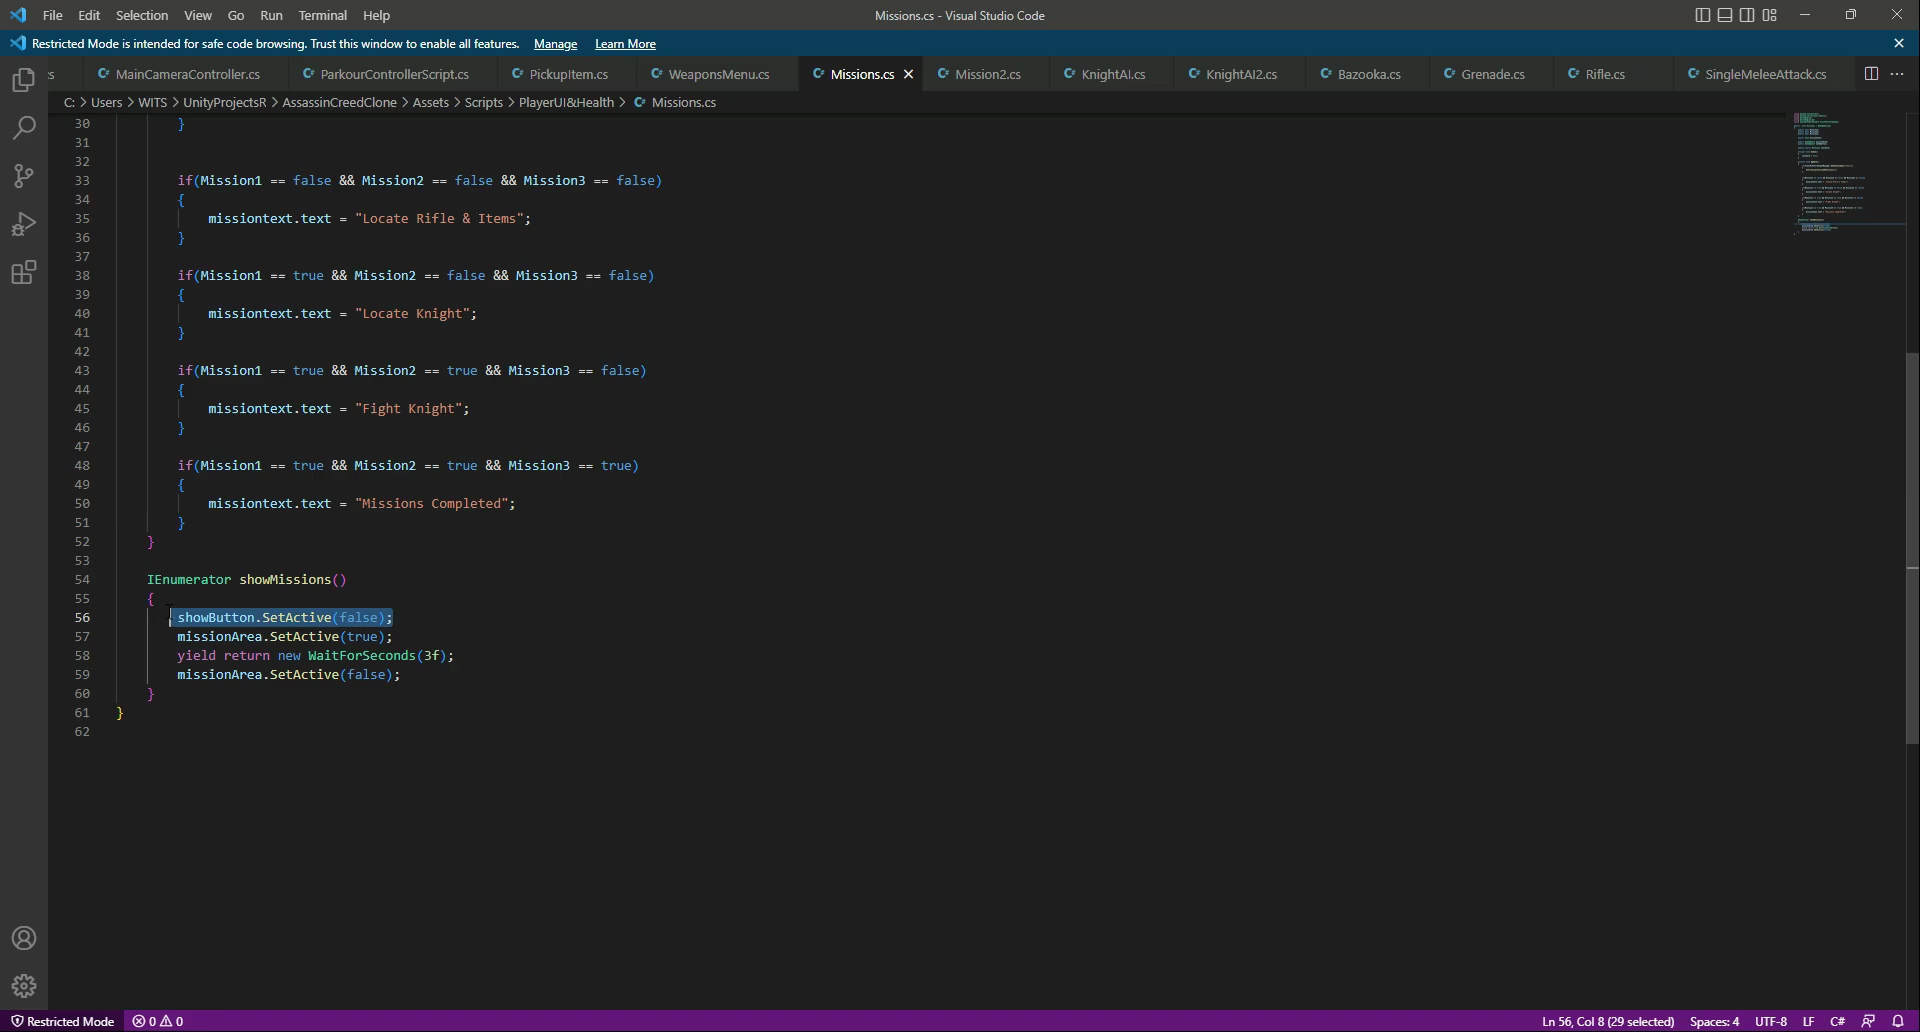 File Edit Selection View Go Run Terminal Help Missions.cs - Visual Studio Code
Restricted Mode is intended for safe code browsing. Trust this window to enable all features. Manage Learn More
MainCameraController.cs ParkourControllerScript.cs PickupItem.cs WeaponsMenu.cs Missions.cs Mission2.cs KnightAI.cs KnightAI2.cs Bazooka.cs Grenade.cs Rifle.cs SingleMeleeAttack.cs
C: > Users > WITS > UnityProjectsR > AssassinCreedClone > Assets > Scripts > PlayerUI&Health > Missions.cs
30 }
31
32
33 if(Mission1 == false && Mission2 == false && Mission3 == false)
34 {
35 missiontext.text = "Locate Rifle & Items";
36 }
37
38 if(Mission1 == true && Mission2 == false && Mission3 == false)
39 {
40 missiontext.text = "Locate Knight";
41 }
42
43 if(Mission1 == true && Mission2 == true && Mission3 == false)
44 {
45 missiontext.text = "Fight Knight";
46 }
47
48 if(Mission1 == true && Mission2 == true && Mission3 == true)
49 {
50 missiontext.text = "Missions Completed";
51 }
52 }
53
54 IEnumerator showMissions()
55 {
56 showButton.SetActive(false);
57 missionArea.SetActive(true);
58 yield return new WaitForSeconds(3f);
59 missionArea.SetActive(false);
60 }
61 }
62
Restricted Mode 0 0 Ln 56, Col 8 (29 selected) Spaces: 4 UTF-8 LF C#